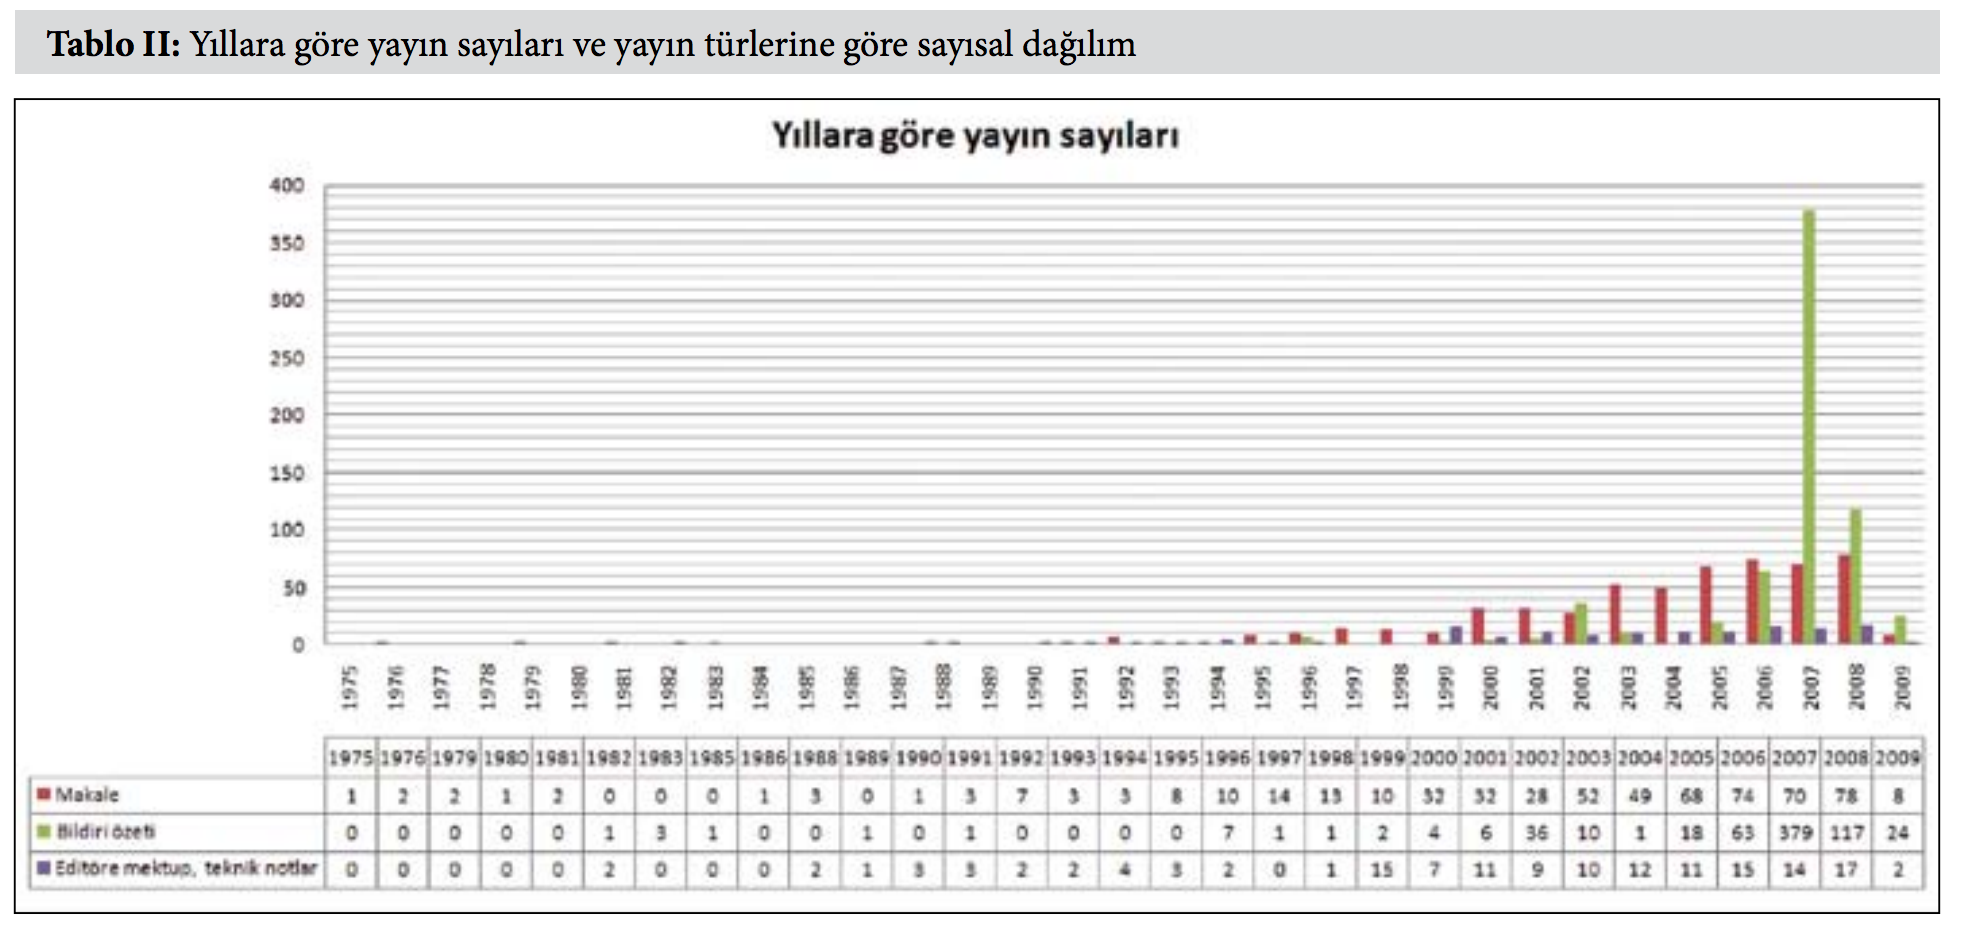 Tablo II: Yıllara göre yayın sayıları ve yayın türlerine göre sayısal dağılım
Yıllara göre yayın sayıları
400
350
300
250
200
150
100
50
0
1975 1976 1977 1978 1979 1980 1981 1982 1983 1984 1985 1986 1987 1988 1989 1990 1991 1992 1993 1994 1995 1996 1997 1998 1999 2000 2001 2002 2003 2004 2005 2006 2007 2008 2009
1975 1976 1979 1980 1981 1982 1983 1985 1986 1988 1989 1990 1991 1992 1993 1994 1995 1996 1997 1998 1999 2000 2001 2002 2003 2004 2005 2006 2007 2008 2009
Makale 1 2 2 1 2 0 0 0 1 3 0 1 3 7 3 3 8 10 14 13 10 32 32 28 52 49 68 74 70 78 8
Bildiri özeti 0 0 0 0 0 1 3 1 0 0 1 0 1 0 0 0 0 7 1 1 2 4 6 36 10 1 18 63 379 117 24
Editöre mektup, teknik notlar 0 0 0 0 0 2 0 0 0 2 1 3 3 2 2 4 3 2 0 1 15 7 11 9 10 12 11 15 14 17 2